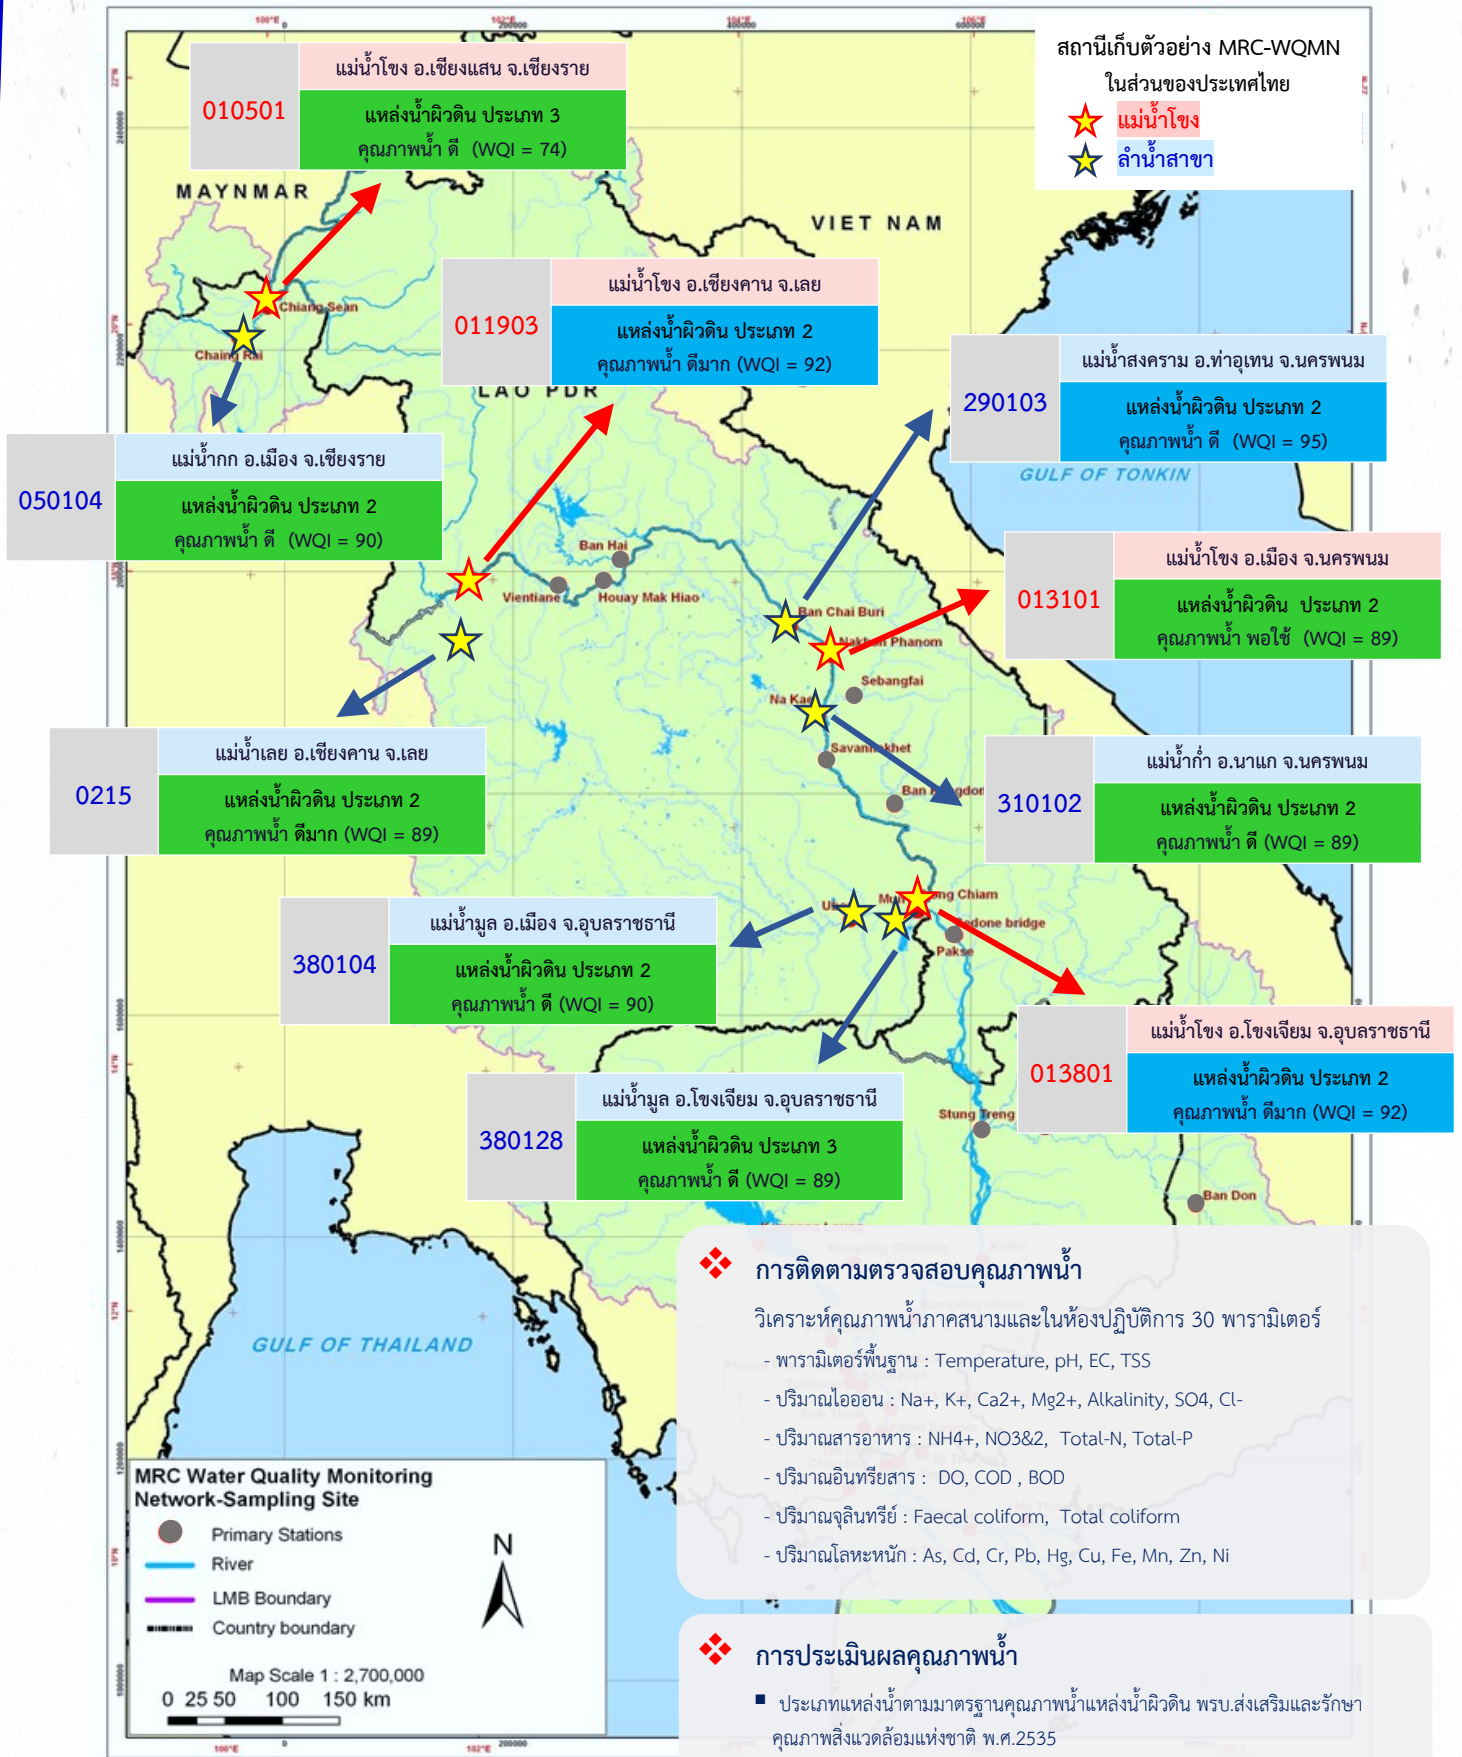 สถานีเก็บตัวอย่าง MRC-WQMN
ในส่วนของประเทศไทย
แม่น้ำโขง
ลำน้ำสาขา
010501
แม่น้ำโขง อ.เชียงแสน จ.เชียงราย
แหล่งน้ำผิวดิน ประเภท 3
คุณภาพน้ำ ดี (WQI = 74)
MAYNMAR
VIET NAM
Chiang Sean
Chaing Rai
011903
แม่น้ำโขง อ.เชียงคาน จ.เลย
แหล่งน้ำผิวดิน ประเภท 2
คุณภาพน้ำ ดีมาก (WQI = 92)
LAO PDR
290103
แม่น้ำสงคราม อ.ท่าอุเทน จ.นครพนม
แหล่งน้ำผิวดิน ประเภท 2
คุณภาพน้ำ ดี (WQI = 95)
GULF OF TONKIN
050104
แม่น้ำกก อ.เมือง จ.เชียงราย
แหล่งน้ำผิวดิน ประเภท 2
คุณภาพน้ำ ดี (WQI = 90)
Ban Hai
Vientiane
Houay Mak Hiao
Ban Chai Buri
Nakhon Phanom
013101
แม่น้ำโขง อ.เมือง จ.นครพนม
แหล่งน้ำผิวดิน ประเภท 2
คุณภาพน้ำ พอใช้ (WQI = 89)
Sebangfai
Na Kae
Savannakhet
0215
แม่น้ำเลย อ.เชียงคาน จ.เลย
แหล่งน้ำผิวดิน ประเภท 2
คุณภาพน้ำ ดีมาก (WQI = 89)
310102
แม่น้ำก่ำ อ.นาแก จ.นครพนม
แหล่งน้ำผิวดิน ประเภท 2
คุณภาพน้ำ ดี (WQI = 89)
380104
แม่น้ำมูล อ.เมือง จ.อุบลราชธานี
แหล่งน้ำผิวดิน ประเภท 2
คุณภาพน้ำ ดี (WQI = 90)
Pakse
013801
แม่น้ำโขง อ.โขงเจียม จ.อุบลราชธานี
แหล่งน้ำผิวดิน ประเภท 2
คุณภาพน้ำ ดีมาก (WQI = 92)
380128
แม่น้ำมูล อ.โขงเจียม จ.อุบลราชธานี
แหล่งน้ำผิวดิน ประเภท 3
คุณภาพน้ำ ดี (WQI = 89)
Stung Treng
Ban Don
GULF OF THAILAND
การติดตามตรวจสอบคุณภาพน้ำ
วิเคราะห์คุณภาพน้ำภาคสนามและในห้องปฏิบัติการ 30 พารามิเตอร์
- พารามิเตอร์พื้นฐาน : Temperature, pH, EC, TSS
- ปริมาณไอออน : Na+, K+, Ca2+, Mg2+, Alkalinity, SO4, Cl-
- ปริมาณสารอาหาร : NH4+, NO3&2, Total-N, Total-P
- ปริมาณอินทรียสาร : DO, COD , BOD
- ปริมาณจุลินทรีย์ : Faecal coliform, Total coliform
- ปริมาณโลหะหนัก : As, Cd, Cr, Pb, Hg, Cu, Fe, Mn, Zn, Ni
การประเมินผลคุณภาพน้ำ
■ ประเภทแหล่งน้ำตามมาตรฐานคุณภาพน้ำแหล่งน้ำผิวดิน พรบ.ส่งเสริมและรักษา
คุณภาพสิ่งแวดล้อมแห่งชาติ พ.ศ.2535
MRC Water Quality Monitoring
Network-Sampling Site
Primary Stations
River
LMB Boundary
Country boundary
N
Map Scale 1 : 2,700,000
0 25 50 100 150 km